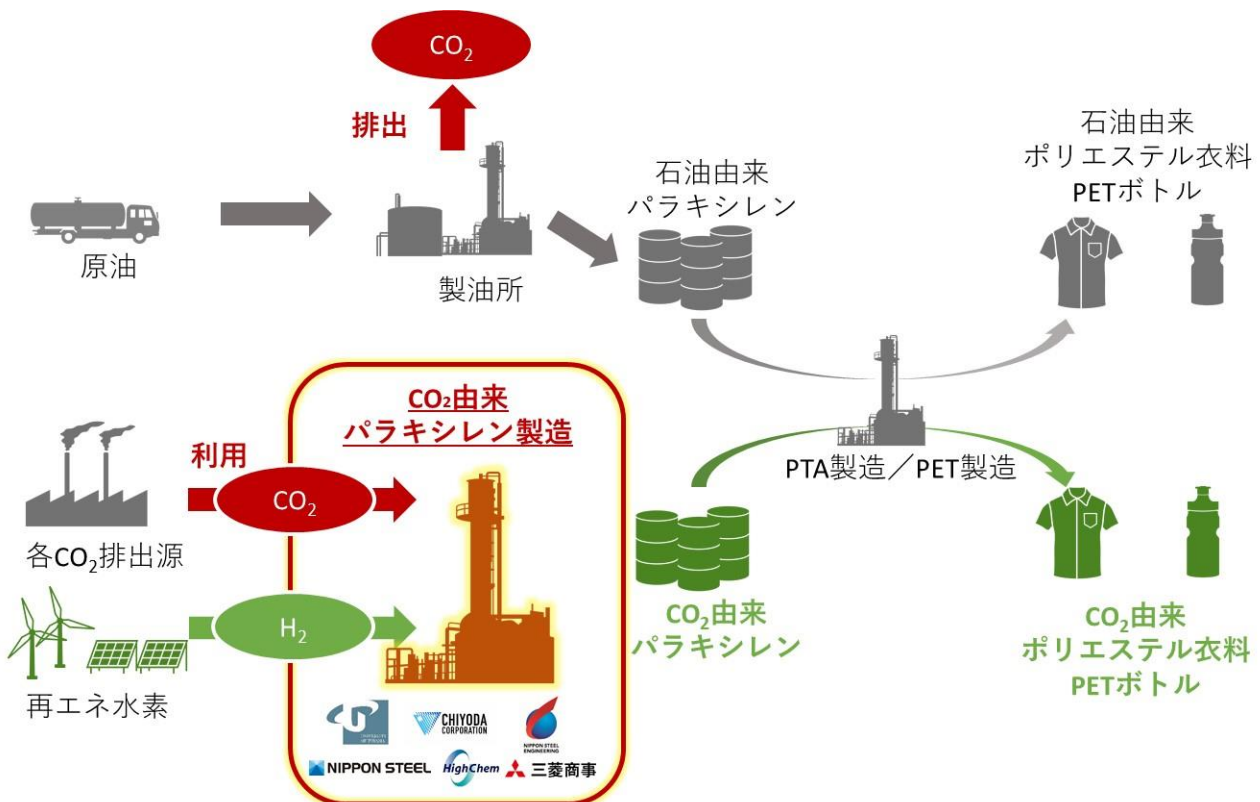 CO₂
排出
原油
製油所
石油由来
パラキシレン
石油由来
ポリエステル衣料
PETボトル
CO₂由来
パラキシレン製造
利用
CO₂
各CO₂排出源
H₂
再エネ水素
PTA製造／PET製造
CO₂由来
パラキシレン
CO₂由来
ポリエステル衣料
PETボトル
CHIYODA
CORPORATION
NIPPON STEEL
ENGINEERING
NIPPON STEEL
HighChem
三菱商事